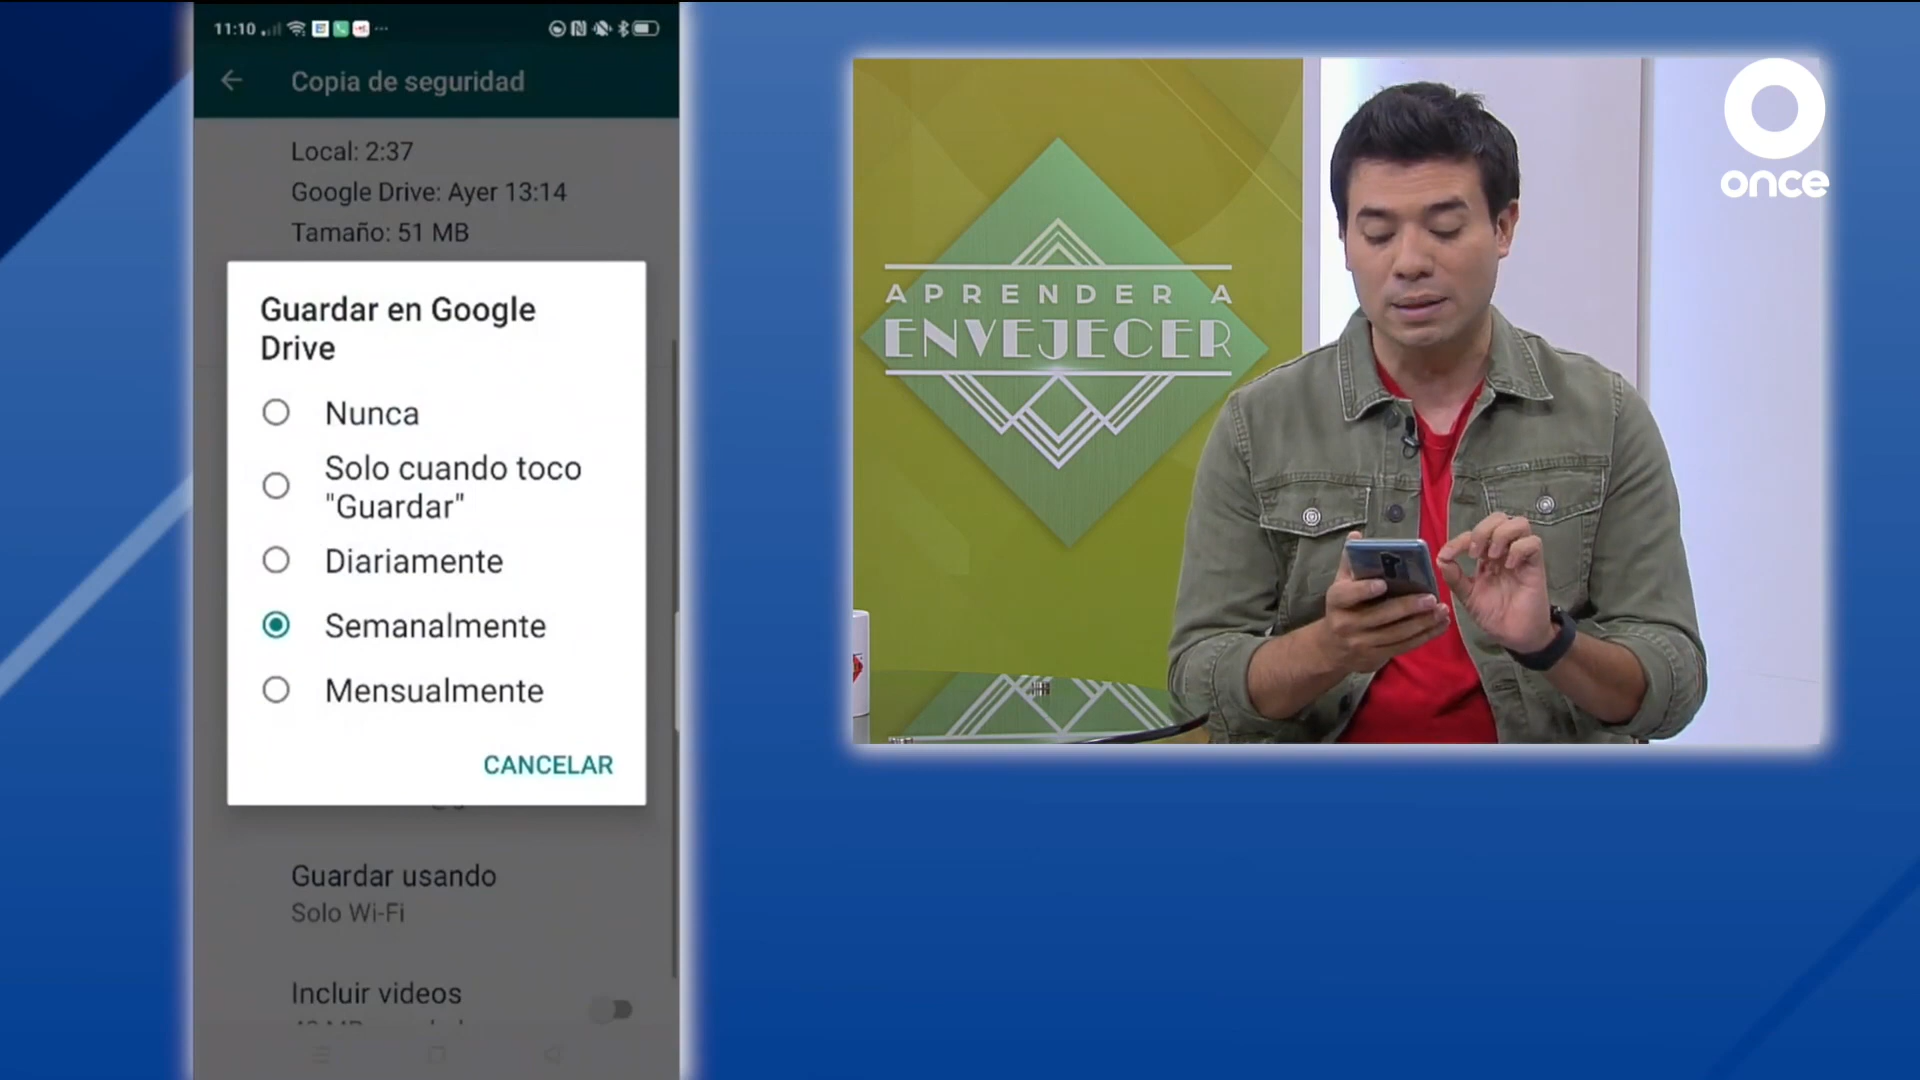 11:10
Copia de seguridad
Local: 2:37
Google Drive: Ayer 13:14
Tamaño: 51 MB
Guardar en Google
Drive
Nunca
Solo cuando toco
"Guardar"
Diariamente
Semanalmente
Mensualmente
CANCELAR
Guardar usando
Solo Wi-Fi
Incluir videos
once
APRENDER A
ENVEJECER